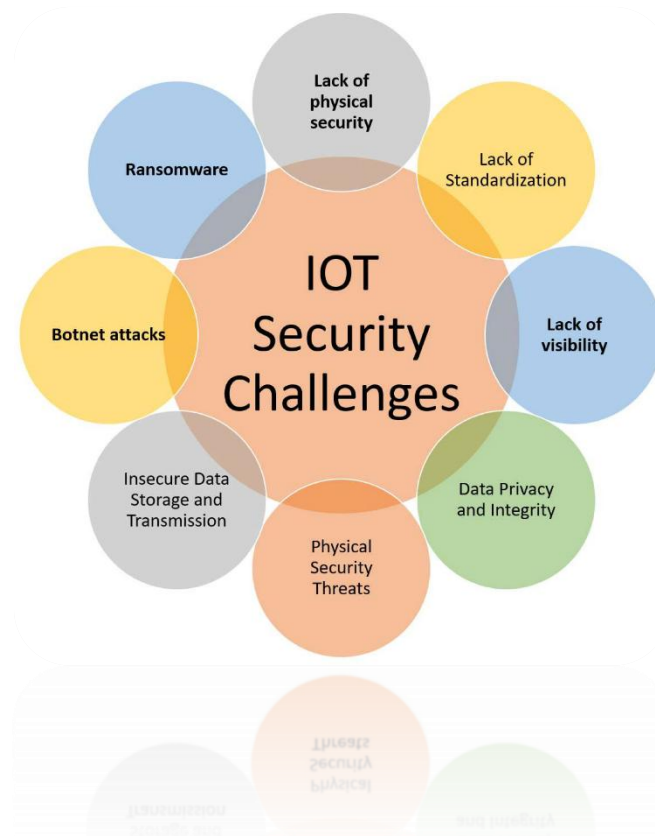 Lack of
physical
security
Lack of
Standardization
Lack of
visibility
Data Privacy
and Integrity
Physical
Security
Threats
Insecure Data
Storage and
Transmission
Botnet attacks
Ransomware
IOT
Security
Challenges